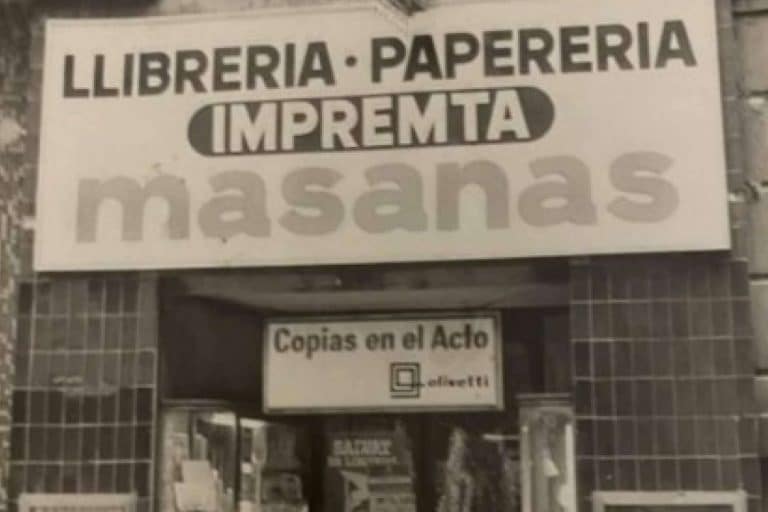 LLIBRERIA · PAPERERIA
IMPREMTA
masanas
Copias en el Acto
olivetti